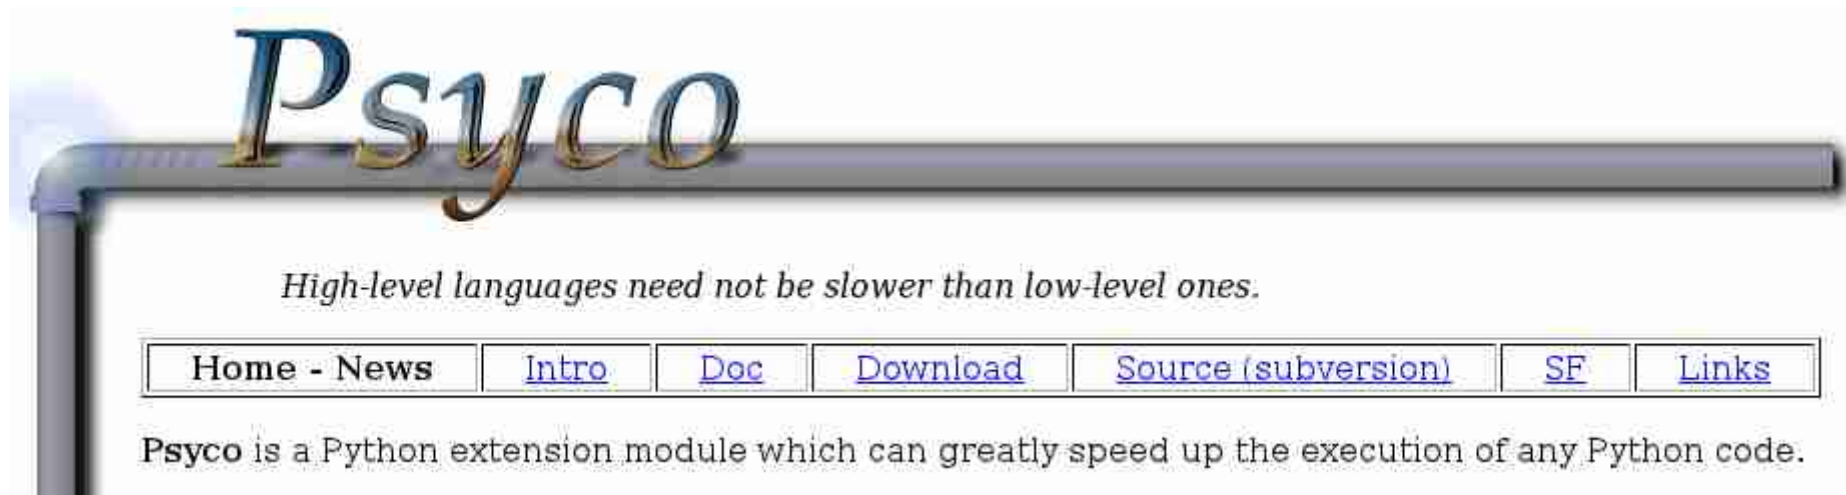 Psyco
High-level languages need not be slower than low-level ones.
Home - News Intro Doc Download Source (subversion) SF Links
Psyco is a Python extension module which can greatly speed up the execution of any Python code.